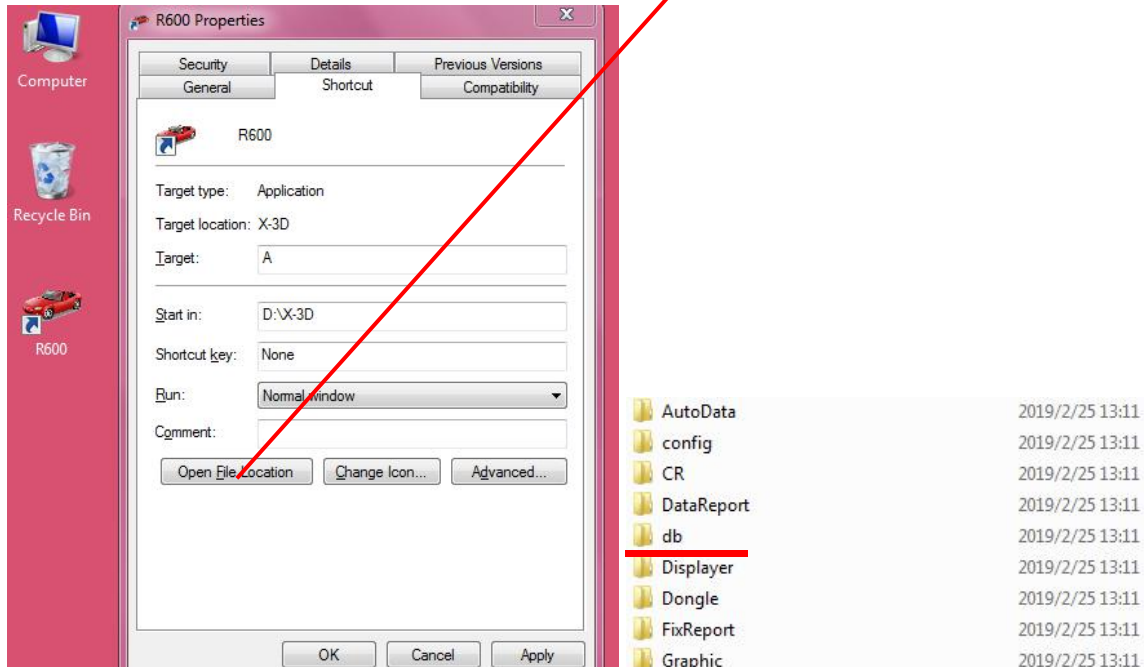 Computer
Recycle Bin
R600
R600 Properties
X
Security Details Previous Versions
General Shortcut Compatibility
R600
Target type: Application
Target location: X-3D
Target: A
Start in: D:\X-3D
Shortcut key: None
Run: Normal window
Comment:
Open File Location Change Icon... Advanced...
OK Cancel Apply
AutoData 2019/2/25 13:11
config 2019/2/25 13:11
CR 2019/2/25 13:11
DataReport 2019/2/25 13:11
db 2019/2/25 13:11
Displayer 2019/2/25 13:11
Dongle 2019/2/25 13:11
FixReport 2019/2/25 13:11
Graphic 2019/2/25 13:11